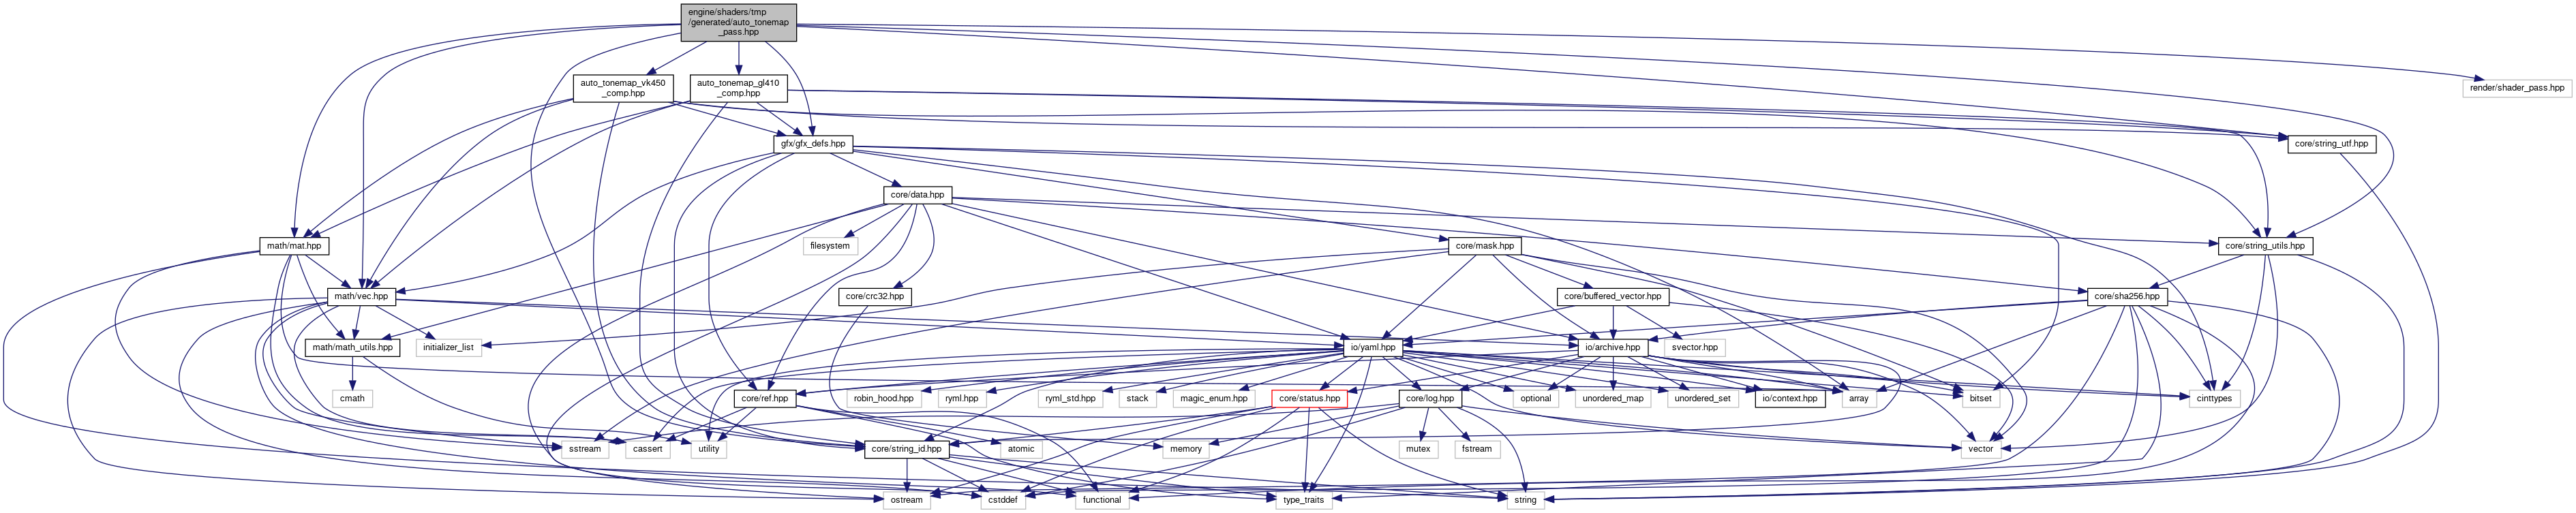 engine/shaders/tmp
/generated/auto_tonemap
_pass.hpp
auto_tonemap_vk450
_comp.hpp
auto_tonemap_gl410
_comp.hpp
render/shader_pass.hpp
gfx/gfx_defs.hpp
core/string_utf.hpp
core/data.hpp
math/mat.hpp
filesystem
core/mask.hpp
core/string_utils.hpp
math/vec.hpp
core/crc32.hpp
core/buffered_vector.hpp
core/sha256.hpp
math/math_utils.hpp
initializer_list
io/yaml.hpp
io/archive.hpp
svector.hpp
cmath
core/ref.hpp
robin_hood.hpp
ryml.hpp
ryml_std.hpp
stack
magic_enum.hpp
core/status.hpp
core/log.hpp
optional
unordered_map
unordered_set
io/context.hpp
array
bitset
cinttypes
sstream
cassert
utility
core/string_id.hpp
atomic
memory
mutex
fstream
vector
ostream
cstddef
functional
type_traits
string